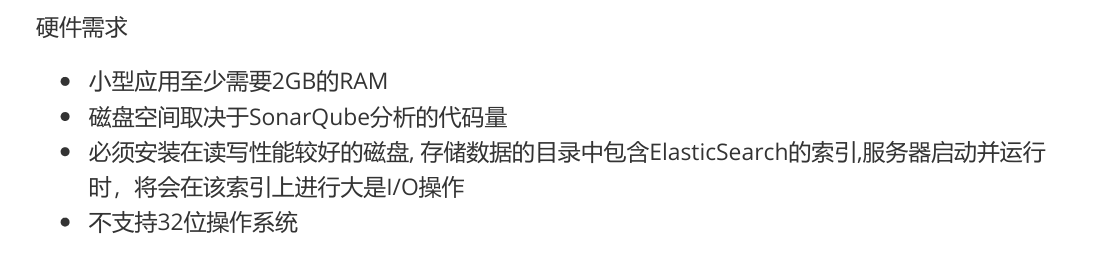 硬件需求
• 小型应用至少需要2GB的RAM
• 磁盘空间取决于SonarQube分析的代码量
• 必须安装在读写性能较好的磁盘, 存储数据的目录中包含ElasticSearch的索引,服务器启动并运行
时，将会在该索引上进行大是I/O操作
• 不支持32位操作系统